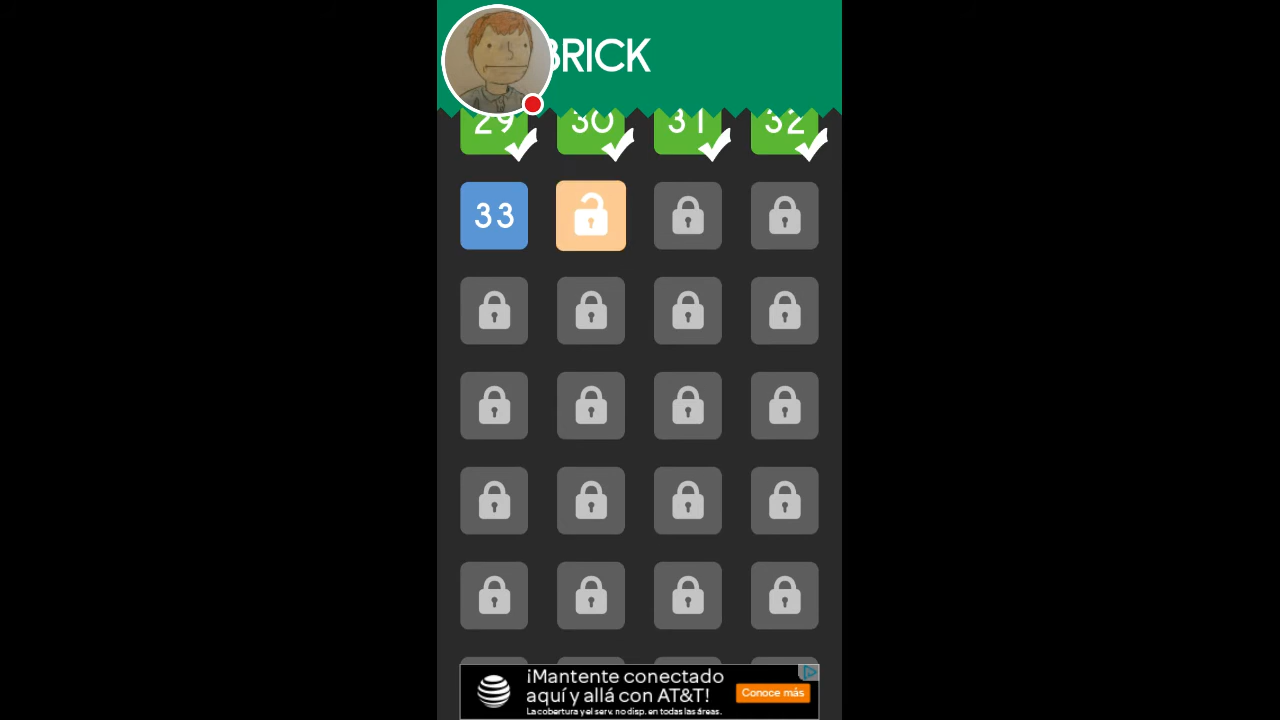 BRICK
29 30 31 32
33
¡Mantente conectado
aquí y allá con AT&T!
La cobertura y el serv. no disp. en todas las áreas.
Conoce más